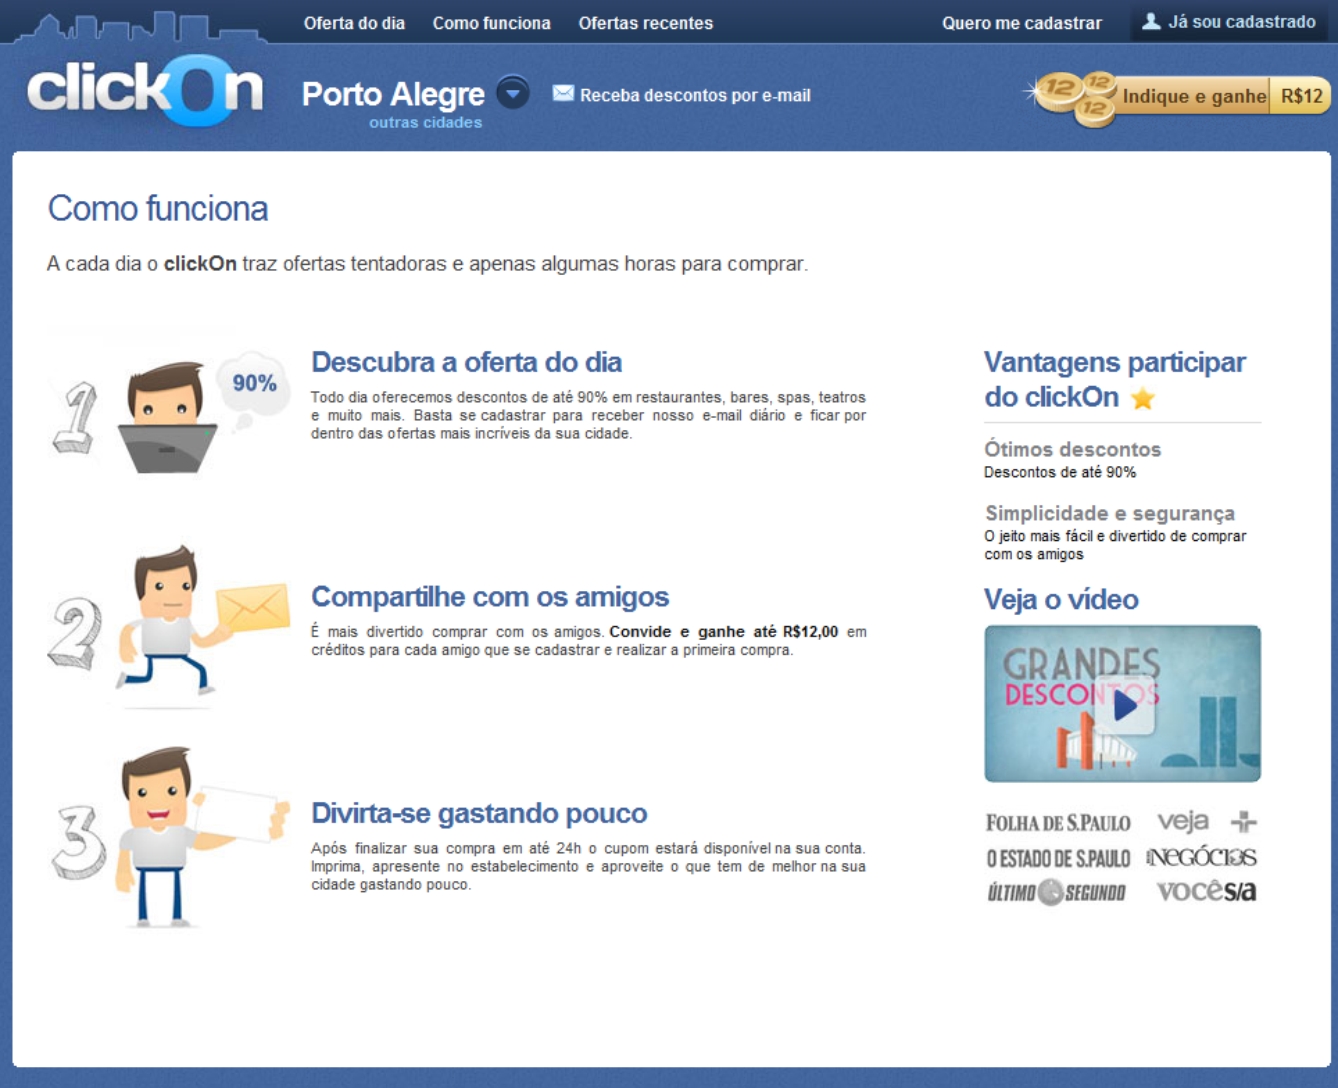 Oferta do dia Como funciona Ofertas recentes Quero me cadastrar Já sou cadastrado
clickOn
Porto Alegre
outras cidades
Receba descontos por e-mail
12 12 12
Indique e ganhe R$12
Como funciona
A cada dia o clickOn traz ofertas tentadoras e apenas algumas horas para comprar.
1
90%
Descubra a oferta do dia
Todo dia oferecemos descontos de até 90% em restaurantes, bares, spas, teatros
e muito mais. Basta se cadastrar para receber nosso e-mail diário e ficar por
dentro das ofertas mais incríveis da sua cidade.
2
Compartilhe com os amigos
É mais divertido comprar com os amigos. Convide e ganhe até R$12,00 em
créditos para cada amigo que se cadastrar e realizar a primeira compra.
3
Divirta-se gastando pouco
Após finalizar sua compra em até 24h o cupom estará disponível na sua conta.
Imprima, apresente no estabelecimento e aproveite o que tem de melhor na sua
cidade gastando pouco.
Vantagens participar
do clickOn
Ótimos descontos
Descontos de até 90%
Simplicidade e segurança
O jeito mais fácil e divertido de comprar
com os amigos
Veja o vídeo
GRANDES
DESCONTOS
FOLHA DE S.PAULO veja
O ESTADO DE S.PAULO NEGÓCIOS
ÚLTIMO SEGUNDO você s/a